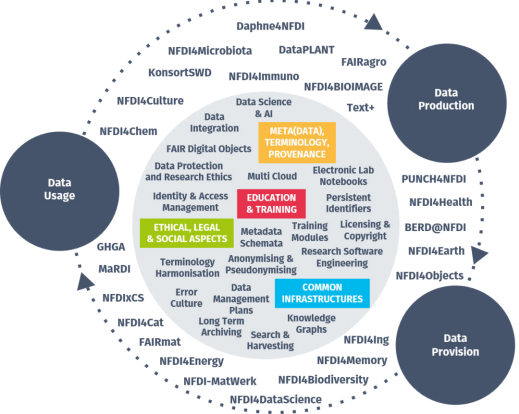 Daphne4NFDI
NFDI4Microbiota
DataPLANT
FAIRagro
KonsortSWD
NFDI4Immuno
NFDI4BIOIMAGE
NFDI4Culture
Text+
NFDI4Chem
Data
Production
Data
Usage
Data
Provision
PUNCH4NFDI
NFDI4Health
BERD@NFDI
NFDI4Earth
NFDI4Objects
GHGA
MaRDI
NFDIxCS
NFDI4Cat
FAIRmat
NFDI4Energy
NFDI-MatWerk
NFDI4DataScience
NFDI4Biodiversity
NFDI4Memory
NFDI4Ing
Data Science
& AI
Data
Integration
META(DATA),
TERMINOLOGY,
PROVENANCE
FAIR Digital Objects
Data Protection
and Research Ethics
Multi Cloud
Electronic Lab
Notebooks
Identity & Access
Management
EDUCATION
& TRAINING
Persistent
Identifiers
ETHICAL, LEGAL
& SOCIAL ASPECTS
Metadata
Schemata
Training
Modules
Licensing &
Copyright
Research Software
Engineering
Terminology
Harmonisation
Anonymising &
Pseudonymising
Error
Culture
Data
Management
Plans
COMMON
INFRASTRUCTURES
Long Term
Archiving
Search &
Harvesting
Knowledge
Graphs